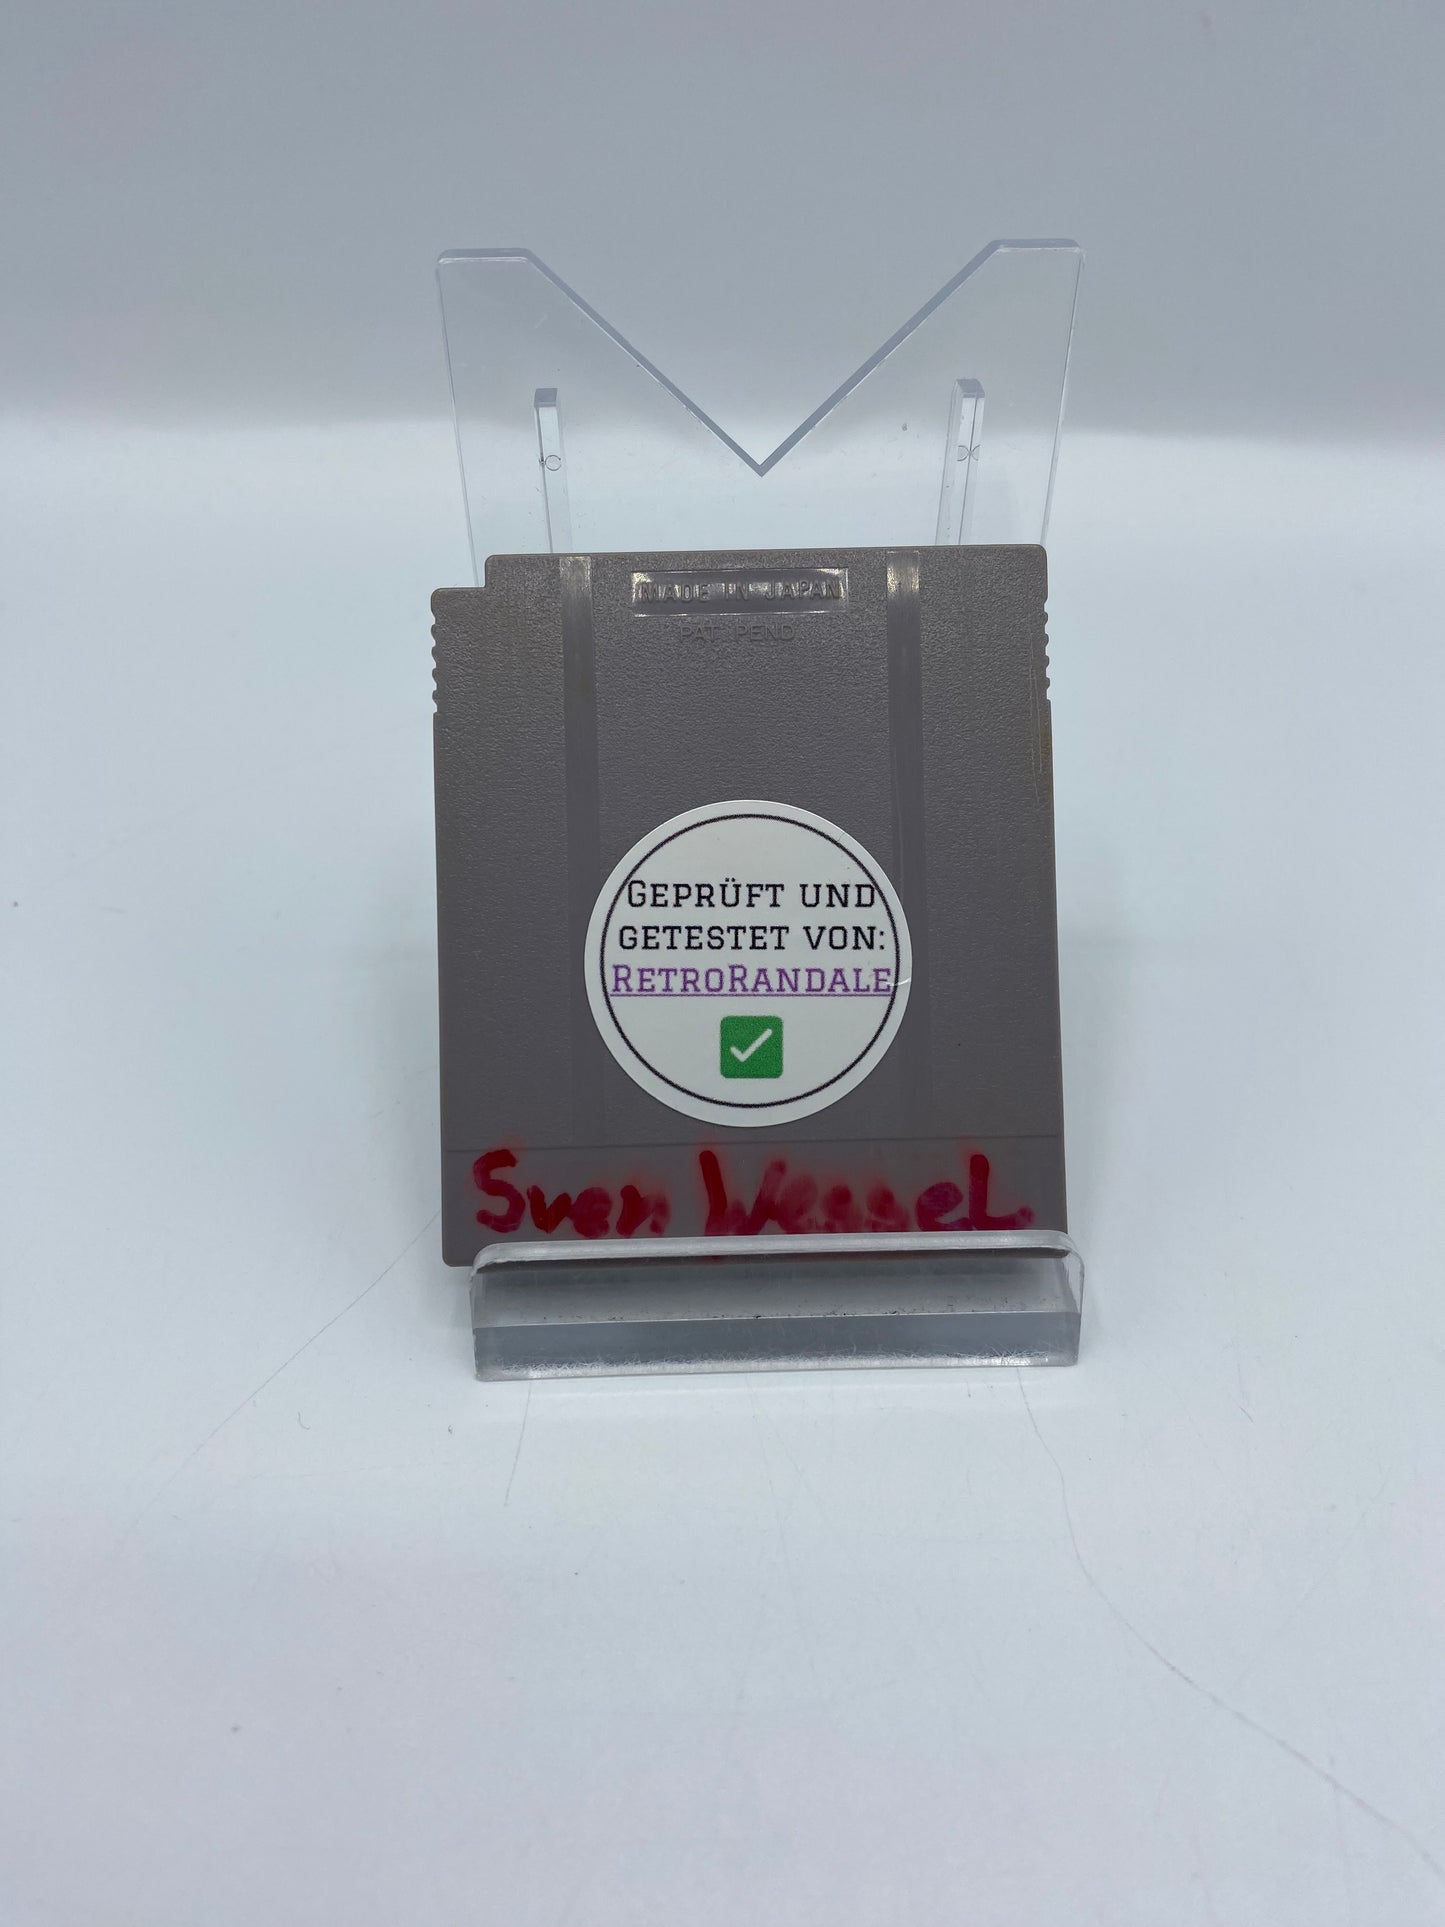 MADE IN JAPAN
PAT. PEND
GEPRÜFT UND
GETESTET VON:
RETRORANDALE
Sven Wessel